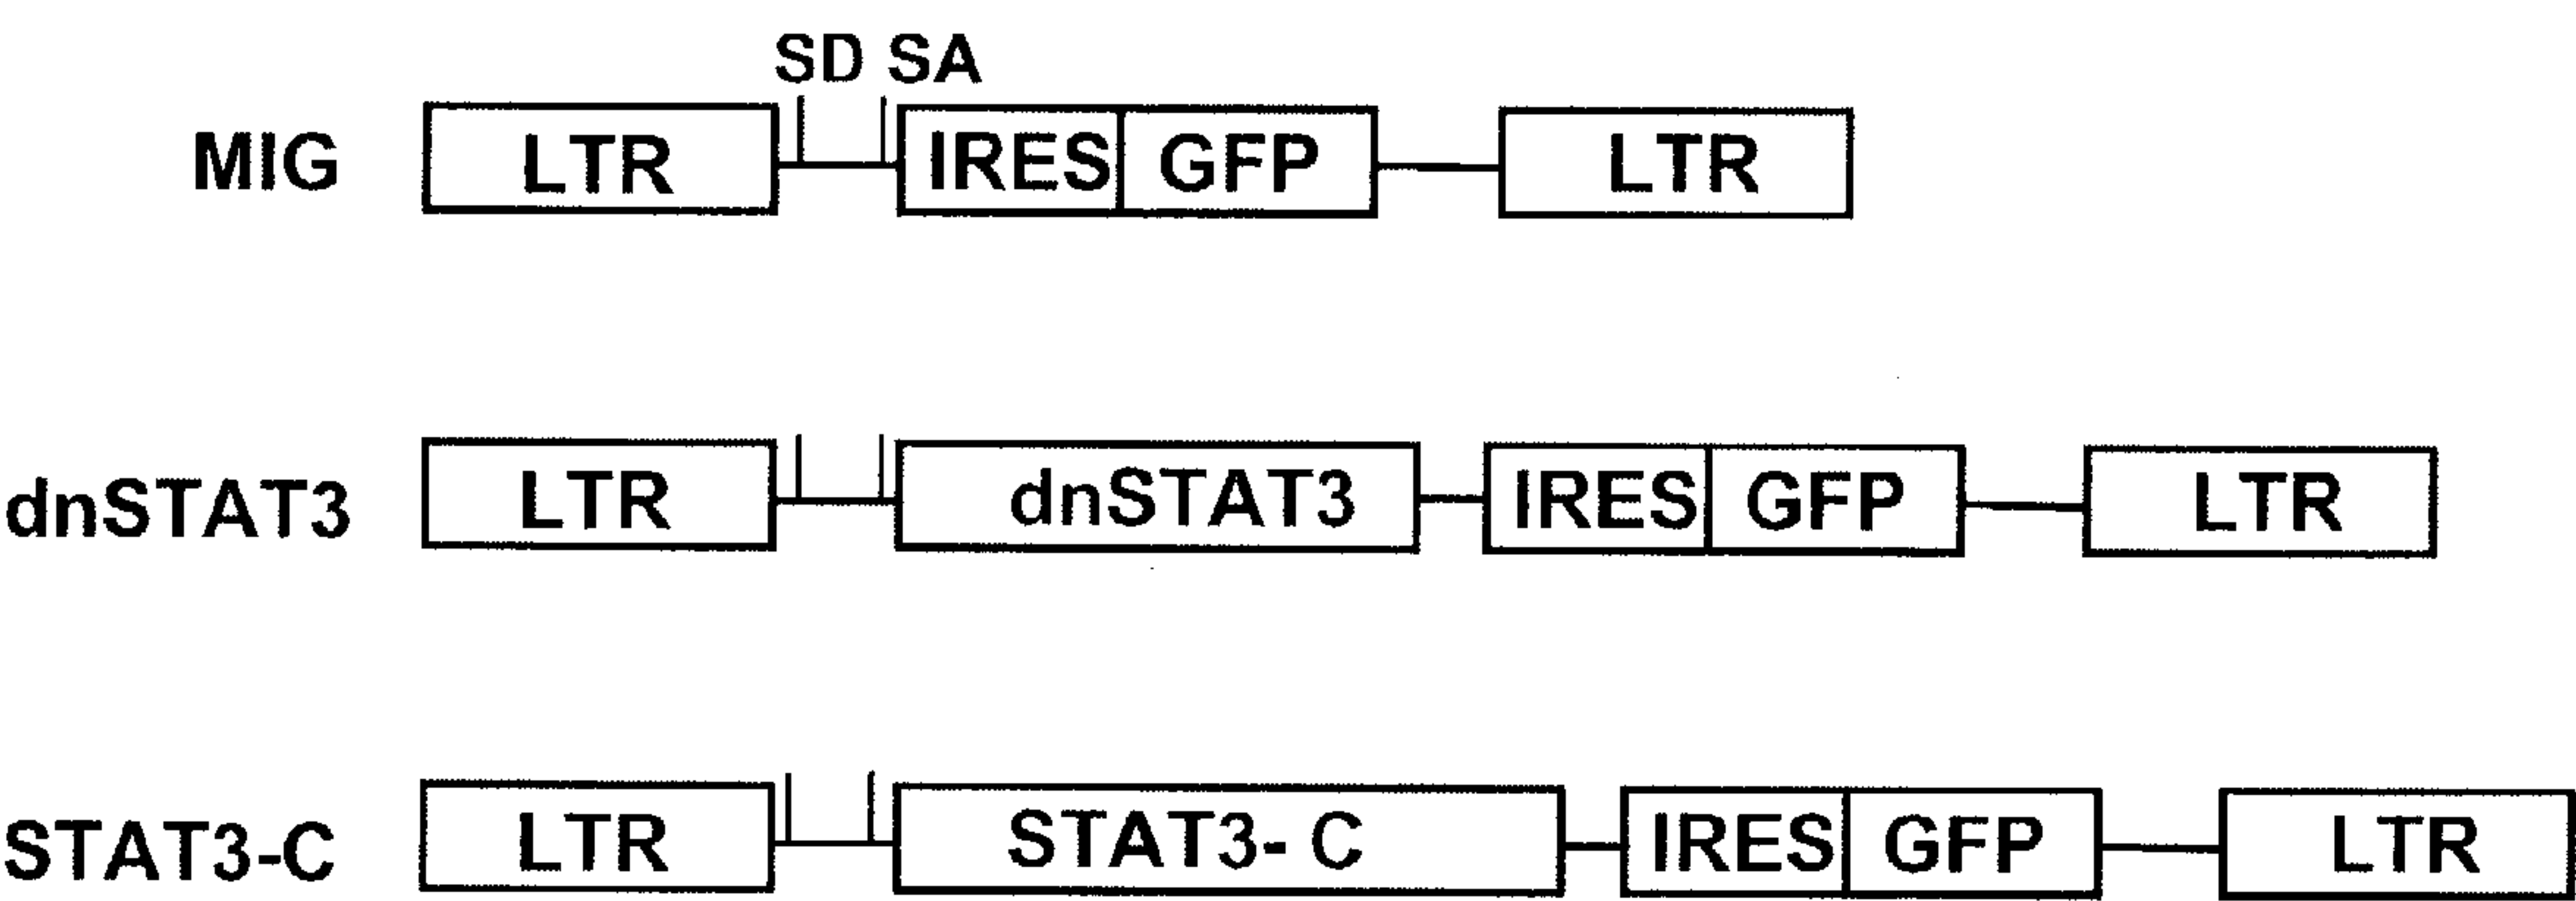 SD SA
MIG LTR IRES GFP LTR
dnSTAT3 LTR dnSTAT3 IRES GFP LTR
STAT3-C LTR STAT3- C IRES GFP LTR